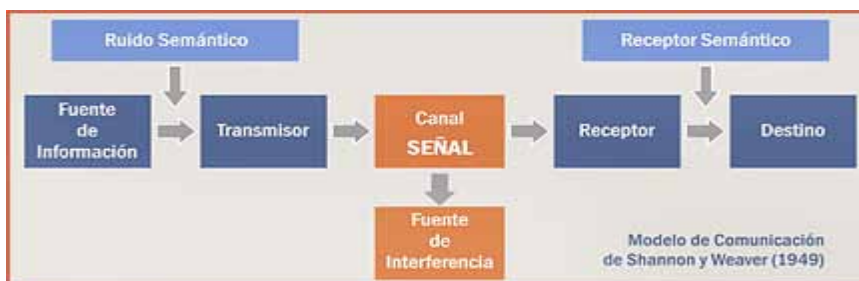 Ruido Semántico
Receptor Semántico
Fuente
de
Información
Transmisor
Canal
SEÑAL
Receptor
Destino
Fuente
de
Interferencia
Modelo de Comunicación
de Shannon y Weaver (1949)